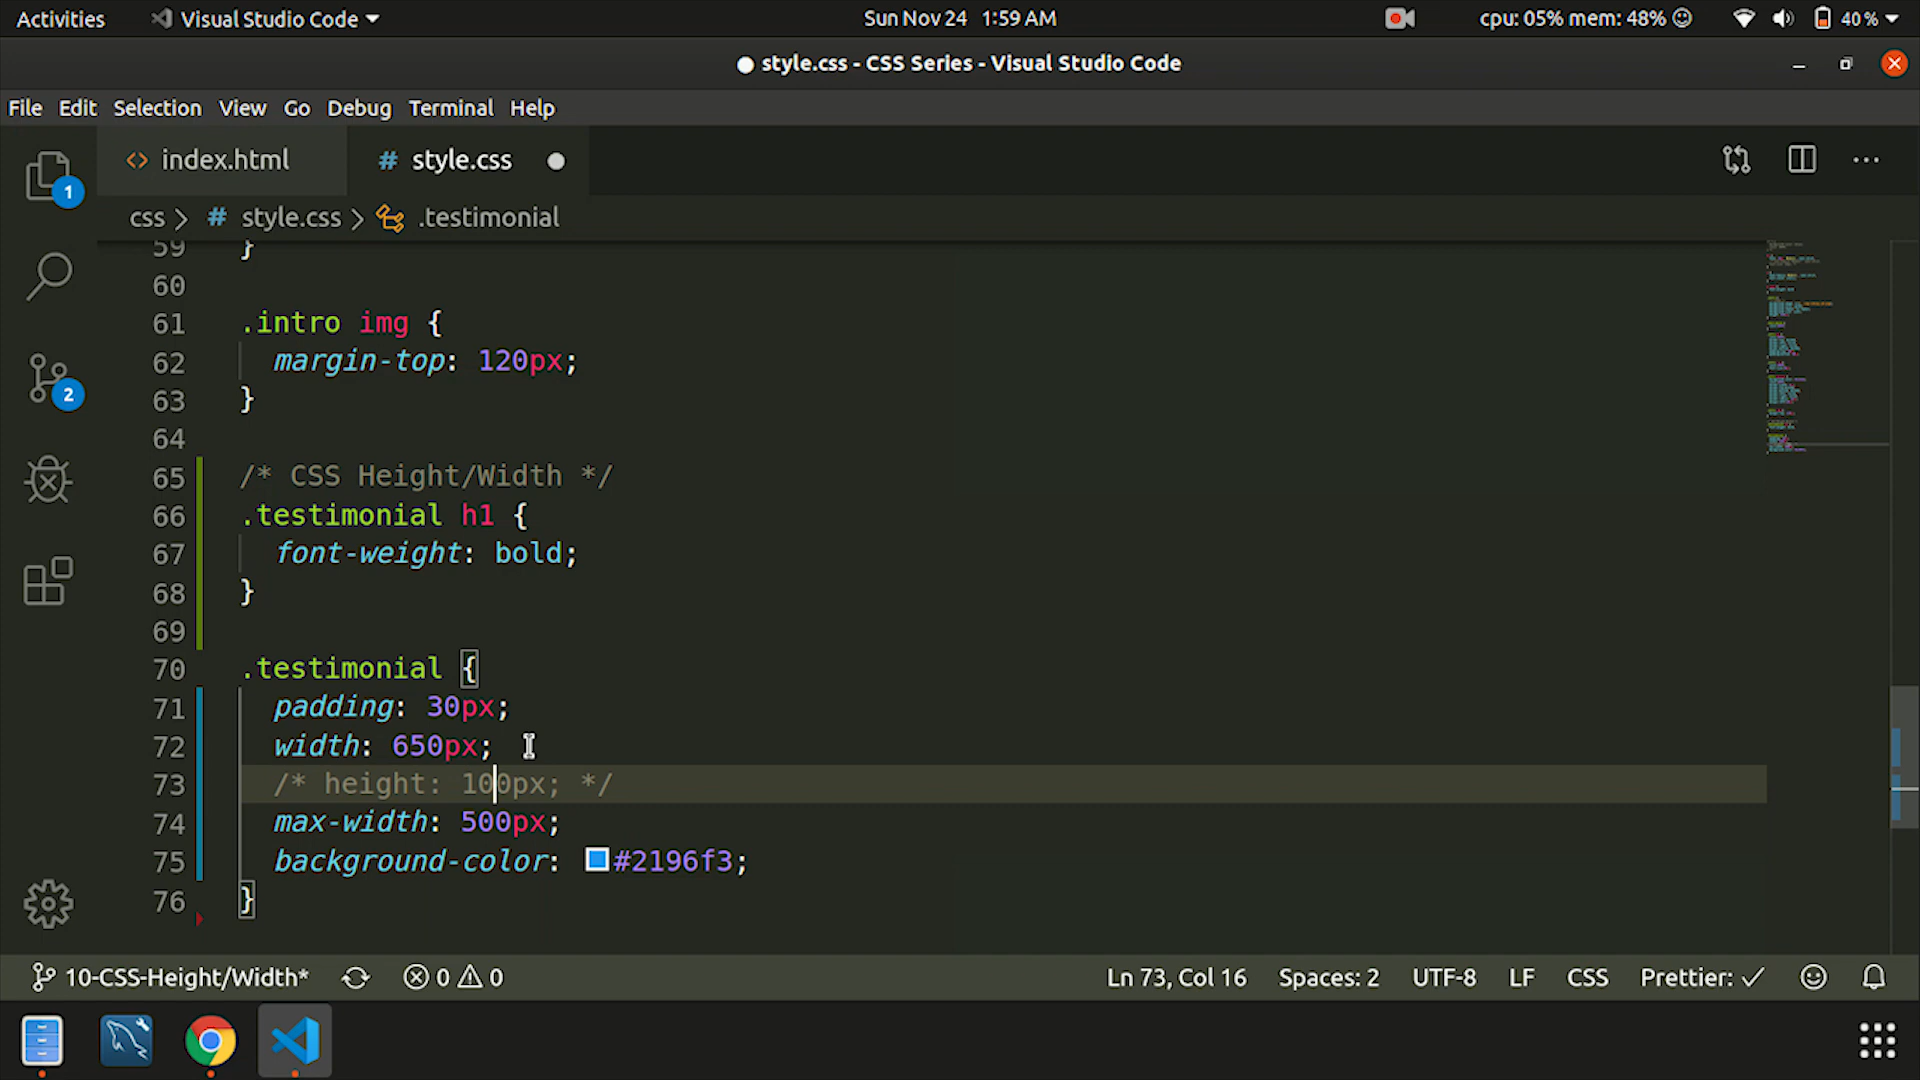 Activities
Visual Studio Code
Sun Nov 24 1:59 AM
cpu: 05% mem: 48%
40 %
style.css - CSS Series - Visual Studio Code
File Edit Selection View Go Debug Terminal Help
index.html
# style.css
css > # style.css > .testimonial
1
2
59 }
60
61 .intro img {
62 margin-top: 120px;
63 }
64
65 /* CSS Height/Width */
66 .testimonial h1 {
67 font-weight: bold;
68 }
69
70 .testimonial {
71 padding: 30px;
72 width: 650px;
73 /* height: 100px; */
74 max-width: 500px;
75 background-color: #2196f3;
76 }
10-CSS-Height/Width*
0 0
Ln 73, Col 16
Spaces: 2
UTF-8
LF
CSS
Prettier: ✓